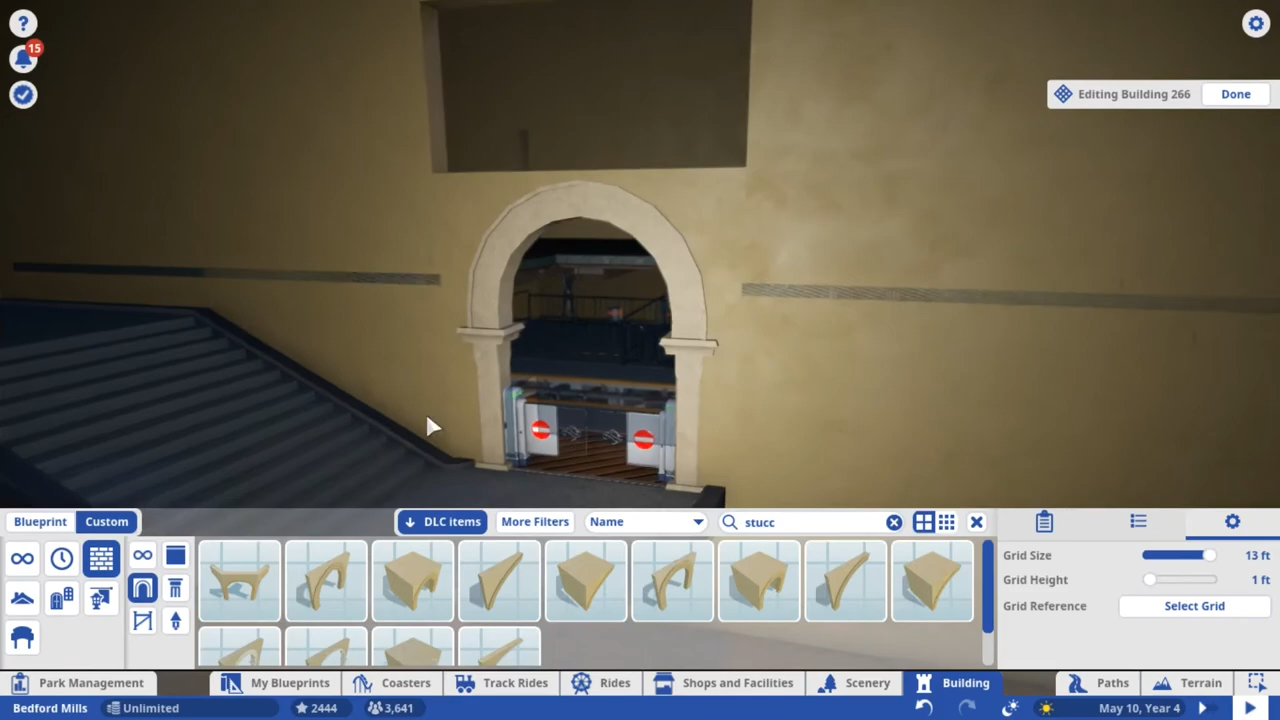 ?
15
Editing Building 266
Done
Blueprint
Custom
DLC items
More Filters
Name
stucc
Grid Size
13 ft
Grid Height
1 ft
Grid Reference
Select Grid
Park Management
My Blueprints
Coasters
Track Rides
Rides
Shops and Facilities
Scenery
Building
Paths
Terrain
Bedford Mills
Unlimited
2444
3,641
May 10, Year 4